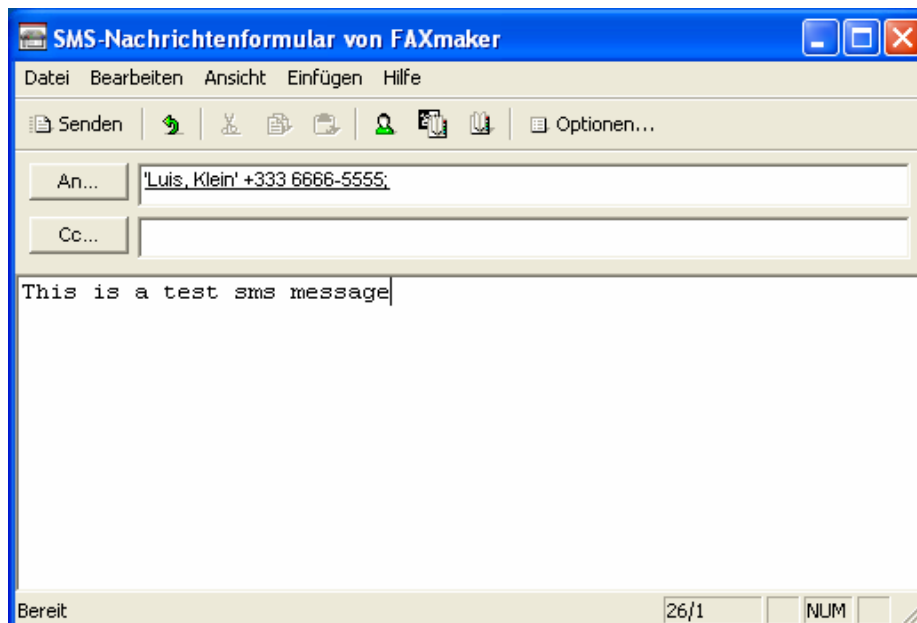 SMS-Nachrichtenformular von FAXmaker
Datei Bearbeiten Ansicht Einfügen Hilfe
Senden Optionen...
An... 'Luis, Klein' +333 6666-5555;
Cc...
This is a test sms message
Bereit 26/1 NUM